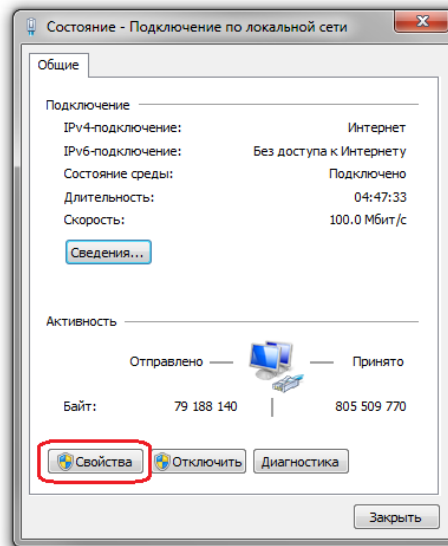 Состояние - Подключение по локальной сети
Общие
Подключение
IPv4-подключение: Интернет
IPv6-подключение: Без доступа к Интернету
Состояние среды: Подключено
Длительность: 04:47:33
Скорость: 100.0 Мбит/с
Сведения...
Активность
Отправлено — — Принято
Байт: 79 188 140 | 805 509 770
Свойства Отключить Диагностика
Закрыть